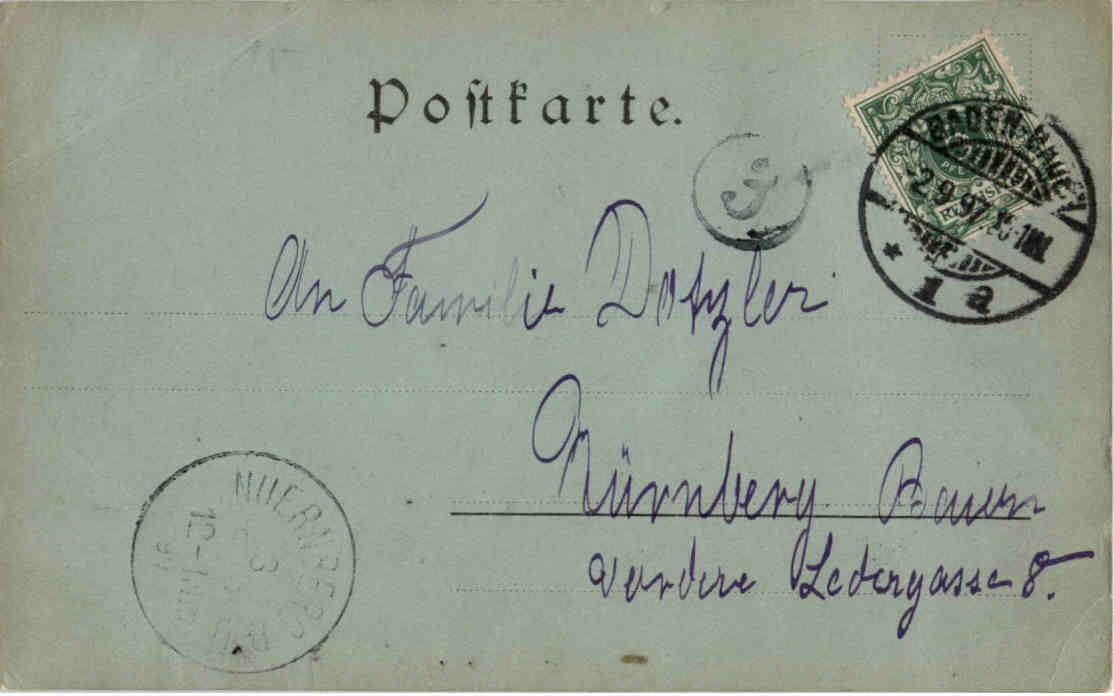 Postkarte.
BADEN-BADEN
2.9.97.
* 1 a
An Familie Dotzler
Nürnberg Bayern
Vordere Ledergasse 8.
NUERNBERG